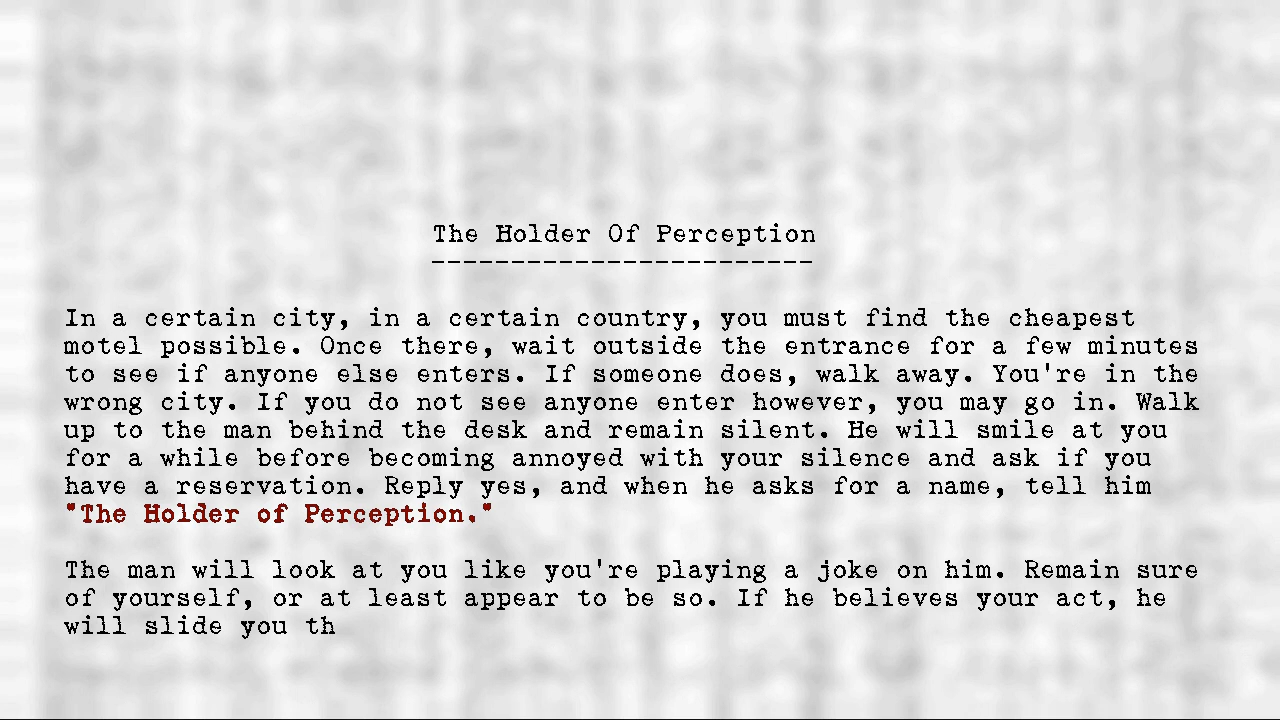 The Holder Of Perception
------------------------
In a certain city, in a certain country, you must find the cheapest
motel possible. Once there, wait outside the entrance for a few minutes
to see if anyone else enters. If someone does, walk away. You're in the
wrong city. If you do not see anyone enter however, you may go in. Walk
up to the man behind the desk and remain silent. He will smile at you
for a while before becoming annoyed with your silence and ask if you
have a reservation. Reply yes, and when he asks for a name, tell him
"The Holder of Perception."
The man will look at you like you're playing a joke on him. Remain sure
of yourself, or at least appear to be so. If he believes your act, he
will slide you th